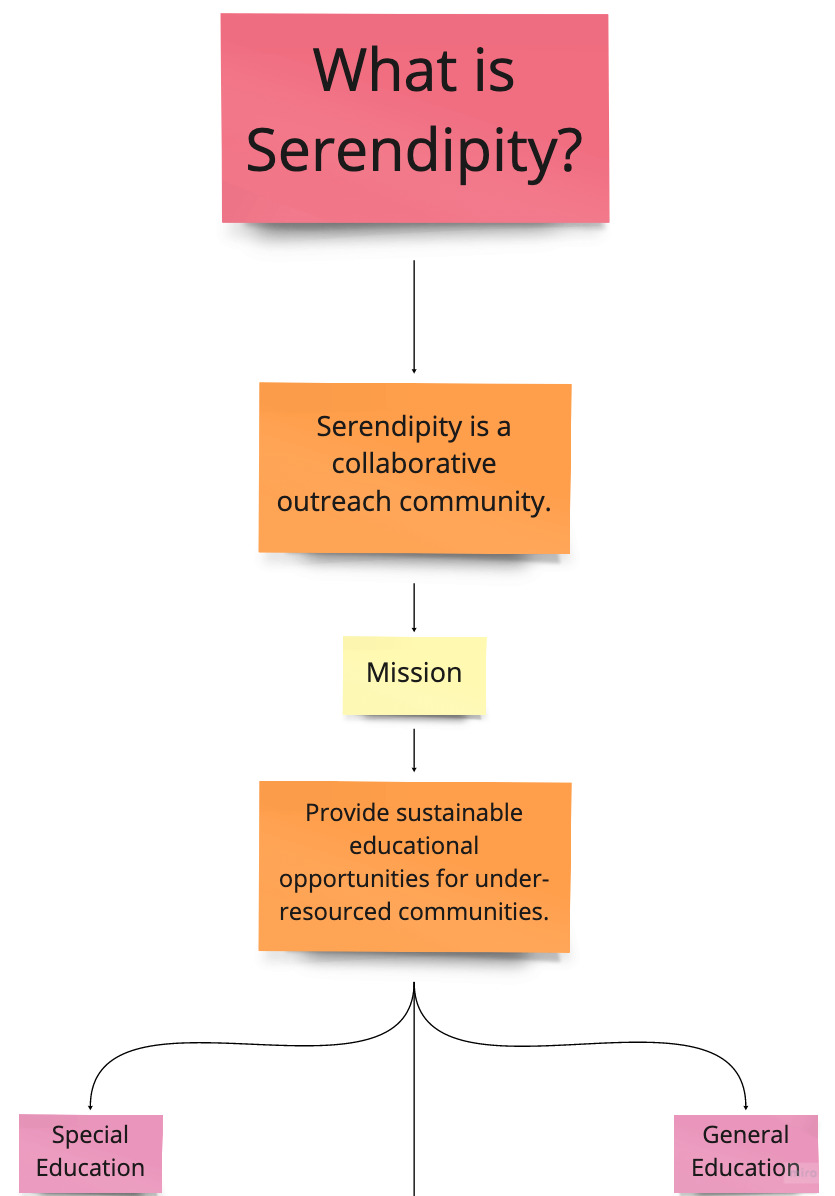 What is
Serendipity?
Serendipity is a
collaborative
outreach community.
Mission
Provide sustainable
educational
opportunities for under-
resourced communities.
Special
Education
General
Education